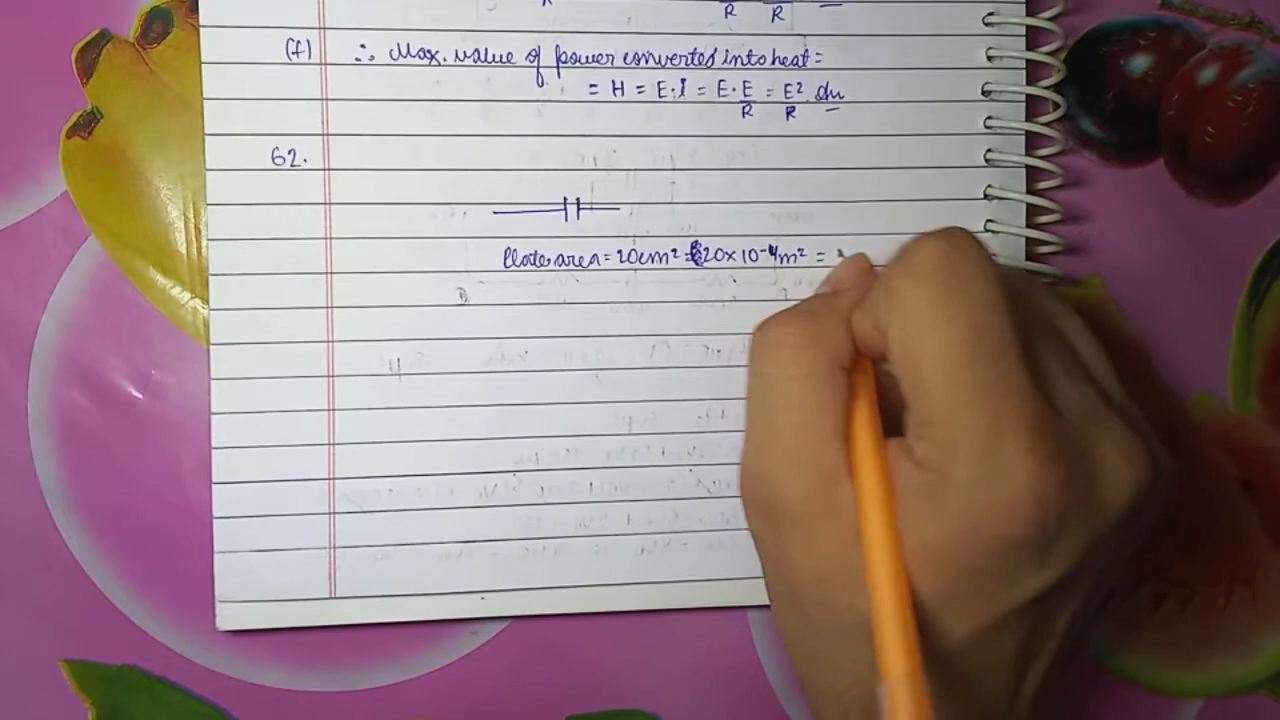 R R R
(f) ∴ Max. value of power converted into heat =
= H = E.i = E.E/R = E²/R Ans
62.
Plate area = 20cm² = 20×10⁻⁴m² =